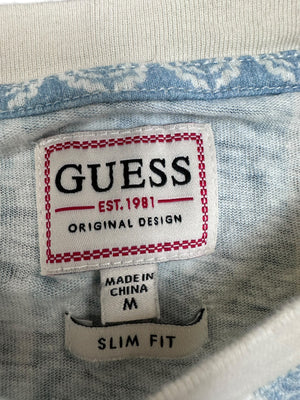 GUESS
EST. 1981
ORIGINAL DESIGN
MADE IN
CHINA
M
SLIM FIT